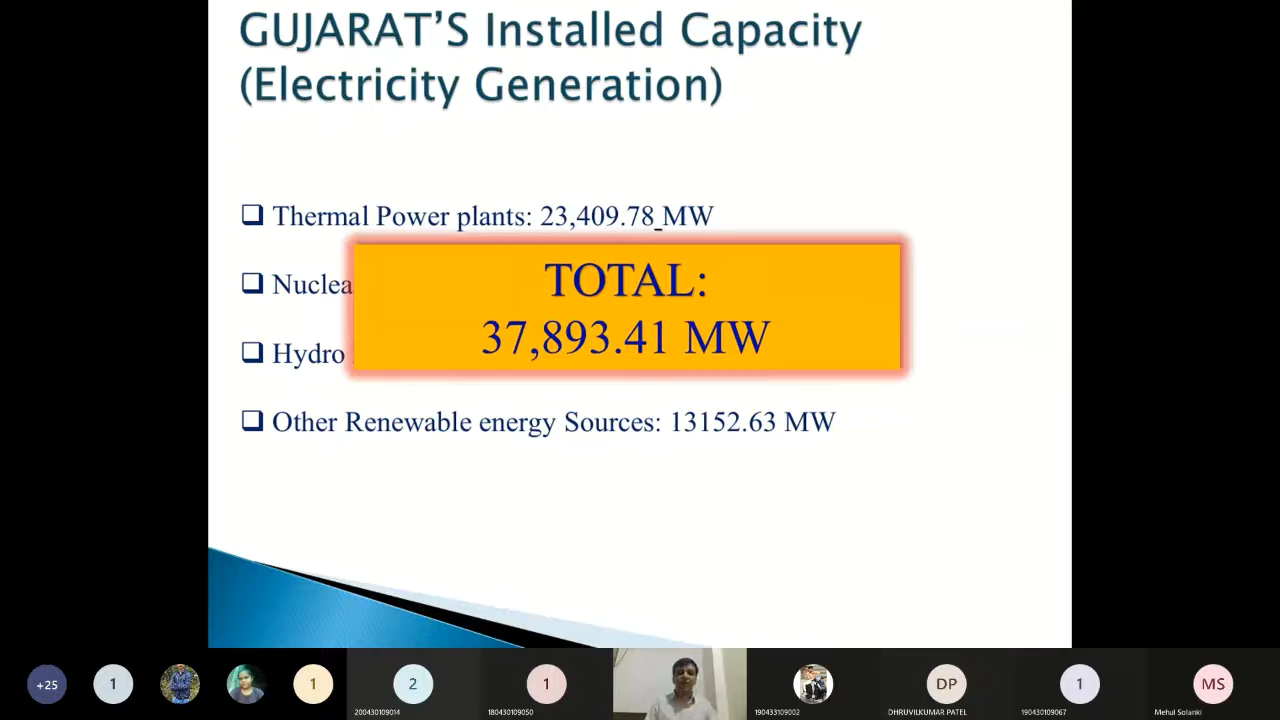 GUJARAT'S Installed Capacity
(Electricity Generation)
❑ Thermal Power plants: 23,409.78 MW
❑ Nuclea
TOTAL:
37,893.41 MW
❑ Hydro
❑ Other Renewable energy Sources: 13152.63 MW
+25
1
1
2
1
DP
1
MS
200430109014
180430109050
190433109002
DHRUVILKUMAR PATEL
190430109067
Mehul Solanki